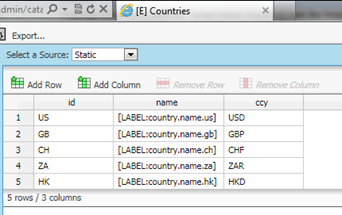 dmin/cata
[E] Countries
Export...
Select a Source: Static
Add Row Add Column Remove Row Remove Column
id name ccy
1 US [LABEL:country.name.us] USD
2 GB [LABEL:country.name.gb] GBP
3 CH [LABEL:country.name.ch] CHF
4 ZA [LABEL:country.name.za] ZAR
5 HK [LABEL:country.name.hk] HKD
5 rows / 3 columns